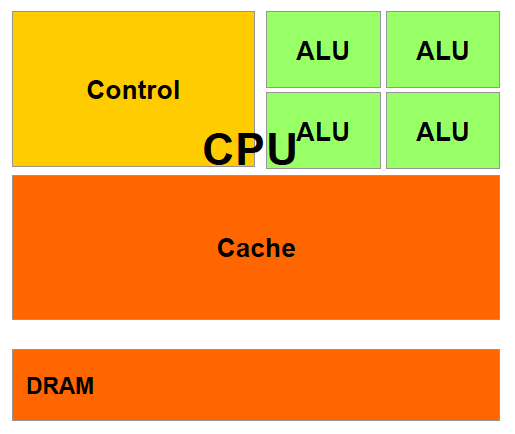 Control
ALU
ALU
ALU
ALU
CPU
Cache
DRAM